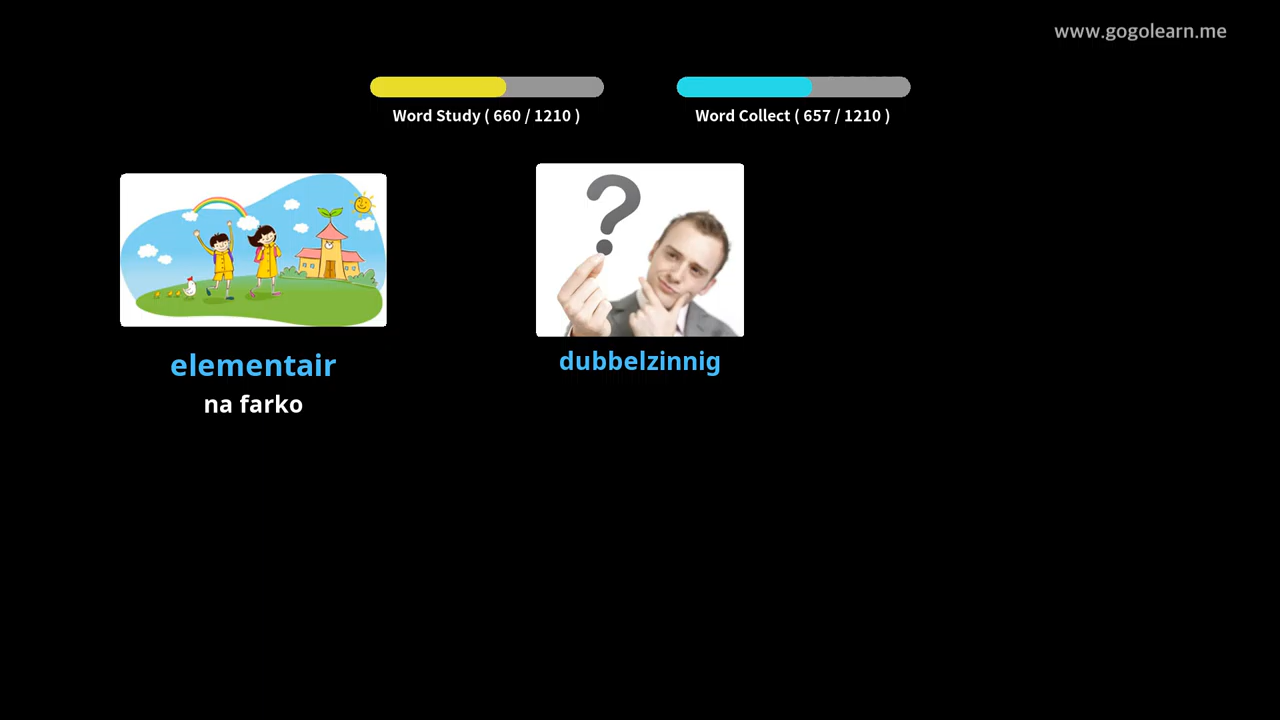 www.gogolearn.me
Word Study ( 660 / 1210 )
Word Collect ( 657 / 1210 )
elementair
na farko
dubbelzinnig